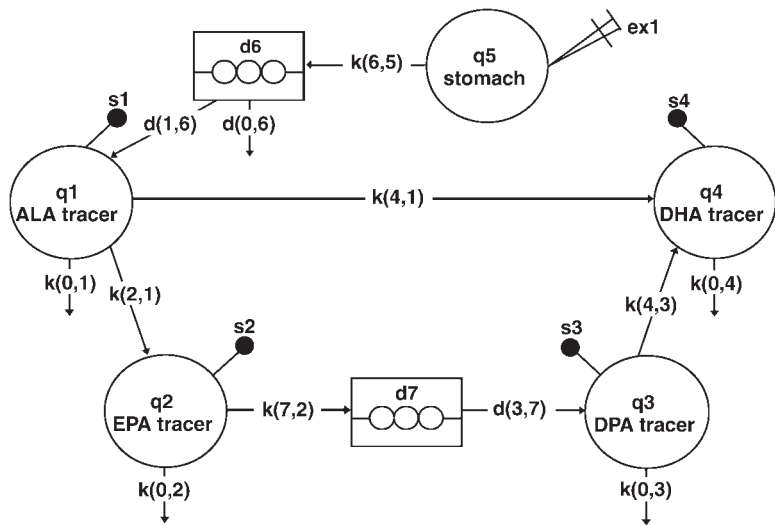 d6
k(6,5)
q5
stomach
ex1
s1
d(1,6)
d(0,6)
s4
q1
ALA tracer
k(4,1)
q4
DHA tracer
k(0,1)
k(2,1)
k(4,3)
k(0,4)
s2
s3
q2
EPA tracer
k(7,2)
d7
d(3,7)
q3
DPA tracer
k(0,2)
k(0,3)